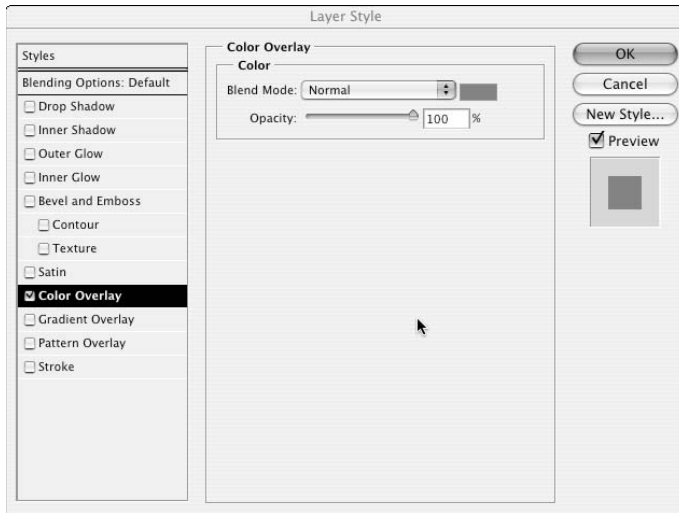 Layer Style
Styles
Blending Options: Default
Drop Shadow
Inner Shadow
Outer Glow
Inner Glow
Bevel and Emboss
Contour
Texture
Satin
Color Overlay
Gradient Overlay
Pattern Overlay
Stroke
Color Overlay
Color
Blend Mode: Normal
Opacity: 100 %
OK
Cancel
New Style...
Preview